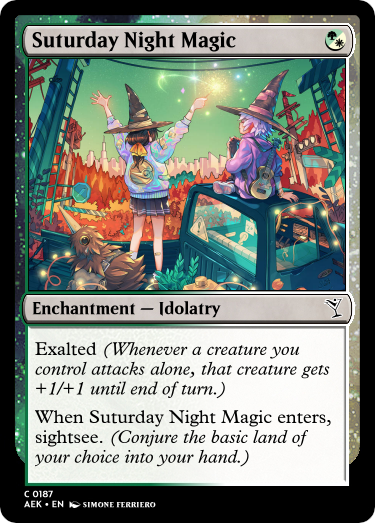 Suturday Night Magic
Enchantment — Idolatry
Exalted (Whenever a creature you
control attacks alone, that creature gets
+1/+1 until end of turn.)
When Suturday Night Magic enters,
sightsee. (Conjure the basic land of
your choice into your hand.)
C 0187
AEK • EN SIMONE FERRIERO